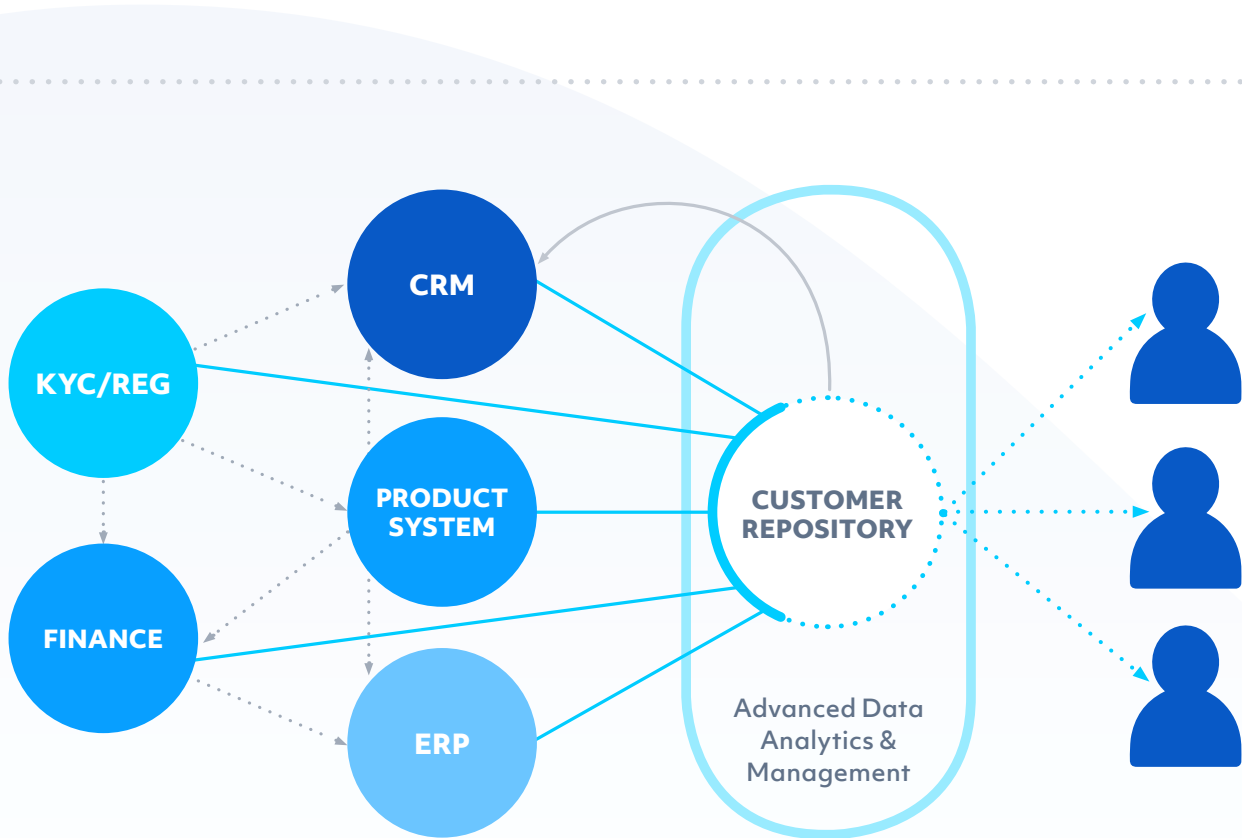 CRM
KYC/REG
PRODUCT
SYSTEM
CUSTOMER
REPOSITORY
FINANCE
ERP
Advanced Data
Analytics &
Management